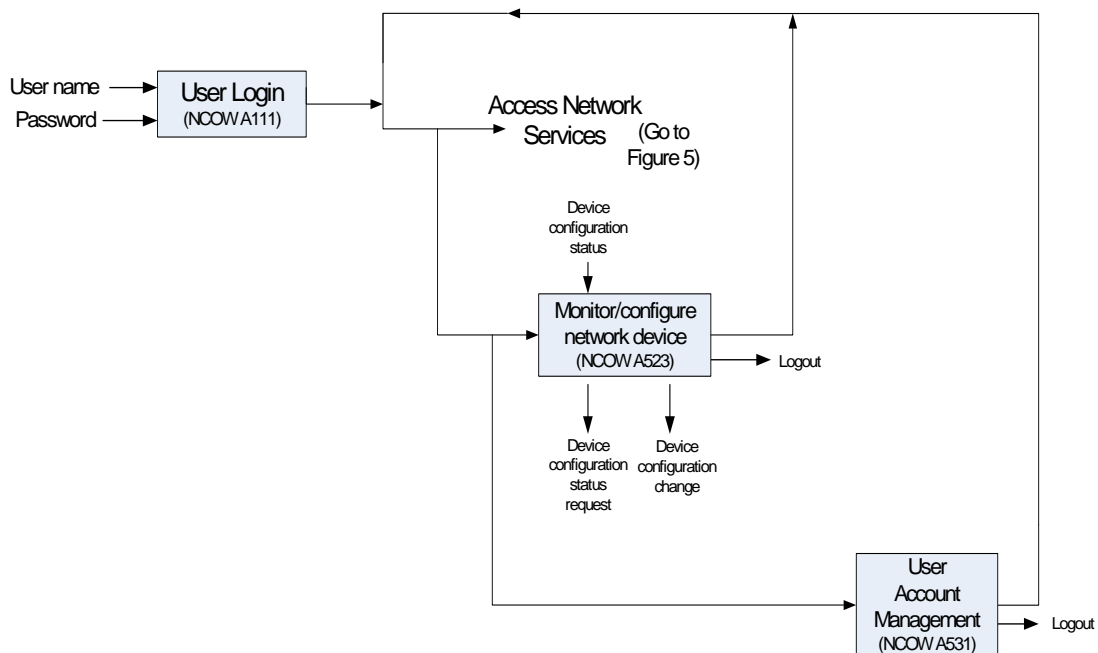 User name
Password
User Login
(NCOW A111)
Access Network
Services
(Go to
Figure 5)
Device
configuration
status
Monitor/configure
network device
(NCOW A523)
Logout
Device
configuration
status
request
Device
configuration
change
User
Account
Management
(NCOW A531)
Logout